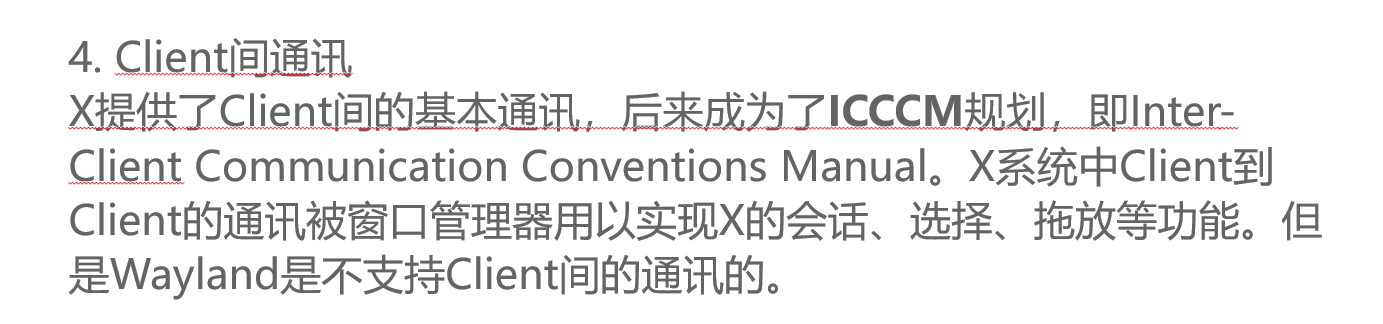 4. Client间通讯
X提供了Client间的基本通讯，后来成为了ICCCM规划，即Inter-
Client Communication Conventions Manual。X系统中Client到
Client的通讯被窗口管理器用以实现X的会话、选择、拖放等功能。但
是Wayland是不支持Client间的通讯的。